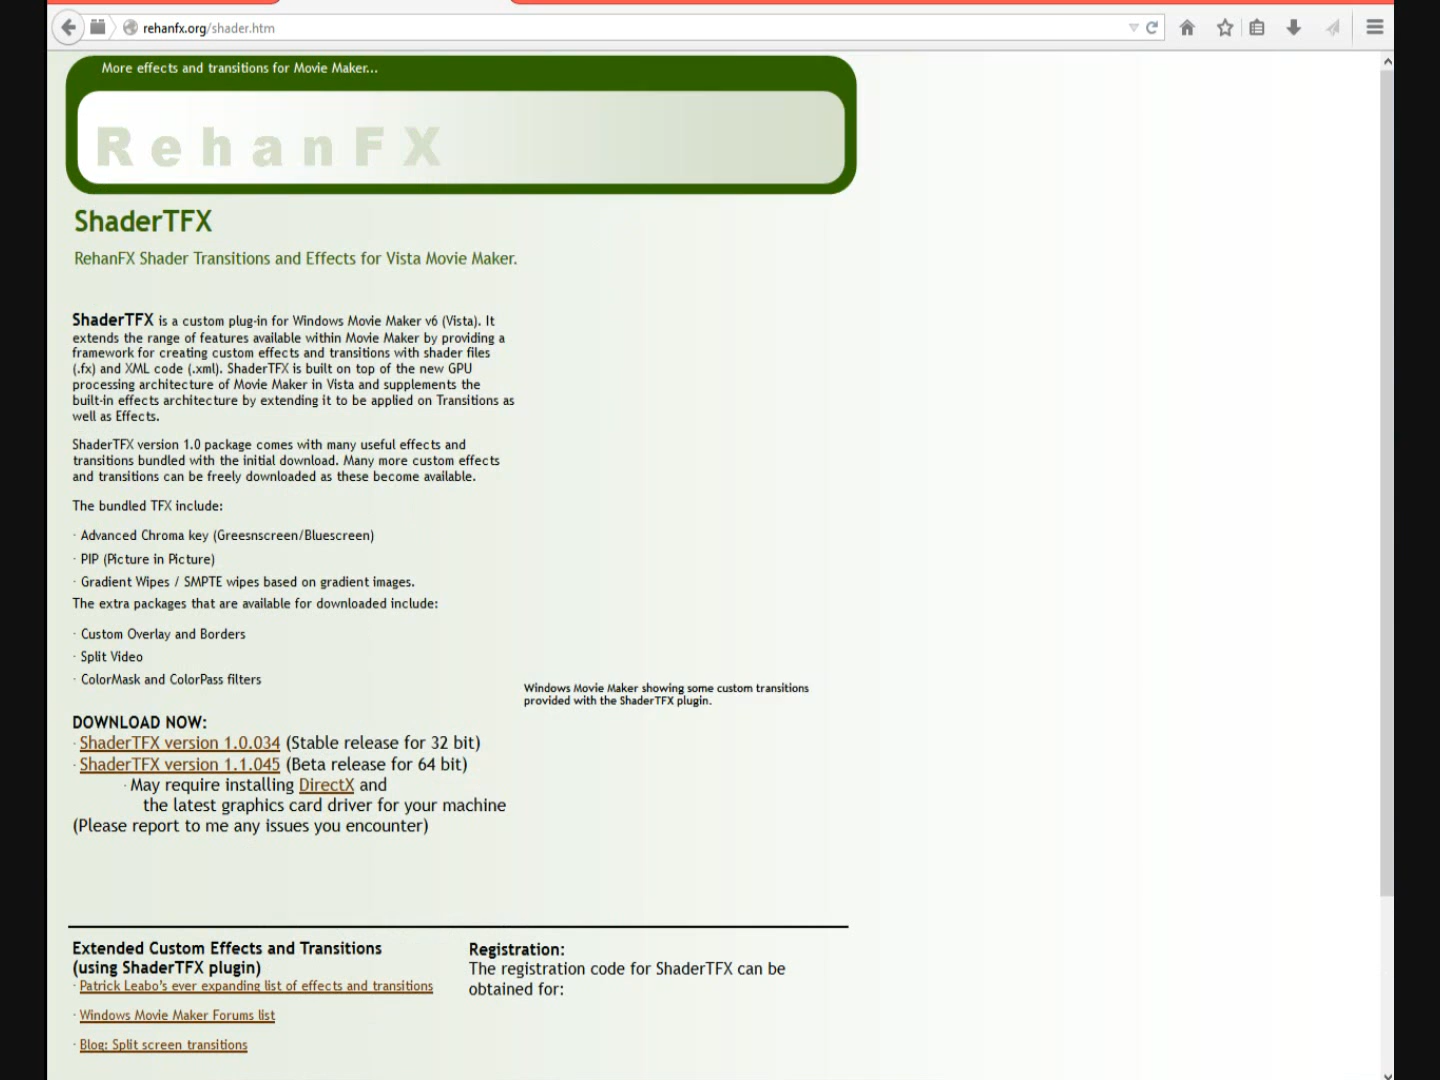 rehanfx.org/shader.htm
More effects and transitions for Movie Maker...
RehanFX
ShaderTFX
RehanFX Shader Transitions and Effects for Vista Movie Maker.
ShaderTFX is a custom plug-in for Windows Movie Maker v6 (Vista). It
extends the range of features available within Movie Maker by providing a
framework for creating custom effects and transitions with shader files
(.fx) and XML code (.xml). ShaderTFX is built on top of the new GPU
processing architecture of Movie Maker in Vista and supplements the
built-in effects architecture by extending it to be applied on Transitions as
well as Effects.
ShaderTFX version 1.0 package comes with many useful effects and
transitions bundled with the initial download. Many more custom effects
and transitions can be freely downloaded as these become available.
The bundled TFX include:
· Advanced Chroma key (Greesnscreen/Bluescreen)
· PIP (Picture in Picture)
· Gradient Wipes / SMPTE wipes based on gradient images.
The extra packages that are available for downloaded include:
· Custom Overlay and Borders
· Split Video
· ColorMask and ColorPass filters
Windows Movie Maker showing some custom transitions
provided with the ShaderTFX plugin.
DOWNLOAD NOW:
· ShaderTFX version 1.0.034 (Stable release for 32 bit)
· ShaderTFX version 1.1.045 (Beta release for 64 bit)
· May require installing DirectX and
the latest graphics card driver for your machine
(Please report to me any issues you encounter)
Extended Custom Effects and Transitions
(using ShaderTFX plugin)
· Patrick Leabo's ever expanding list of effects and transitions
· Windows Movie Maker Forums list
· Blog: Split screen transitions
Registration:
The registration code for ShaderTFX can be
obtained for: